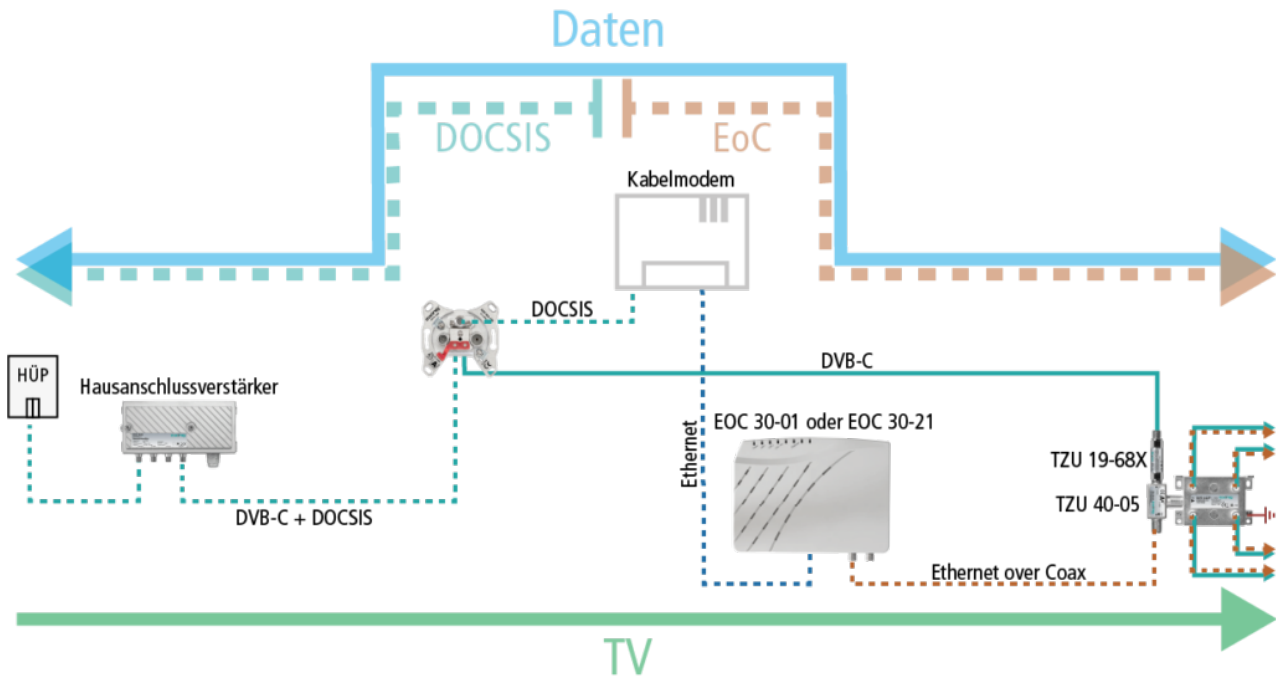 Daten
DOCSIS
EoC
Kabelmodem
DOCSIS
HÜP
Hausanschlussverstärker
DVB-C
EOC 30-01 oder EOC 30-21
Ethernet
TZU 19-68X
TZU 40-05
DVB-C + DOCSIS
Ethernet over Coax
TV